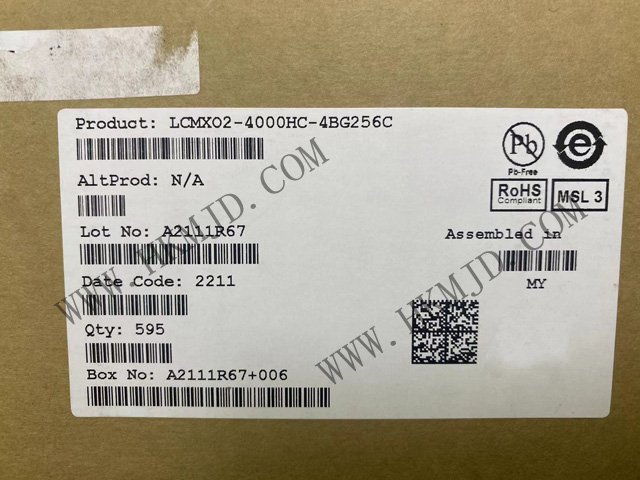 Product: LCMXO2-4000HC-4BG256C
AltProd: N/A
Lot No: A2111R67
Date Code: 2211
Qty: 595
Box No: A2111R67+006
Pb
e
Pb-Free
RoHS
Compliant
MSL 3
Assembled in
MY
WWW.HKMJD.COM
WWW.HKMJD.COM